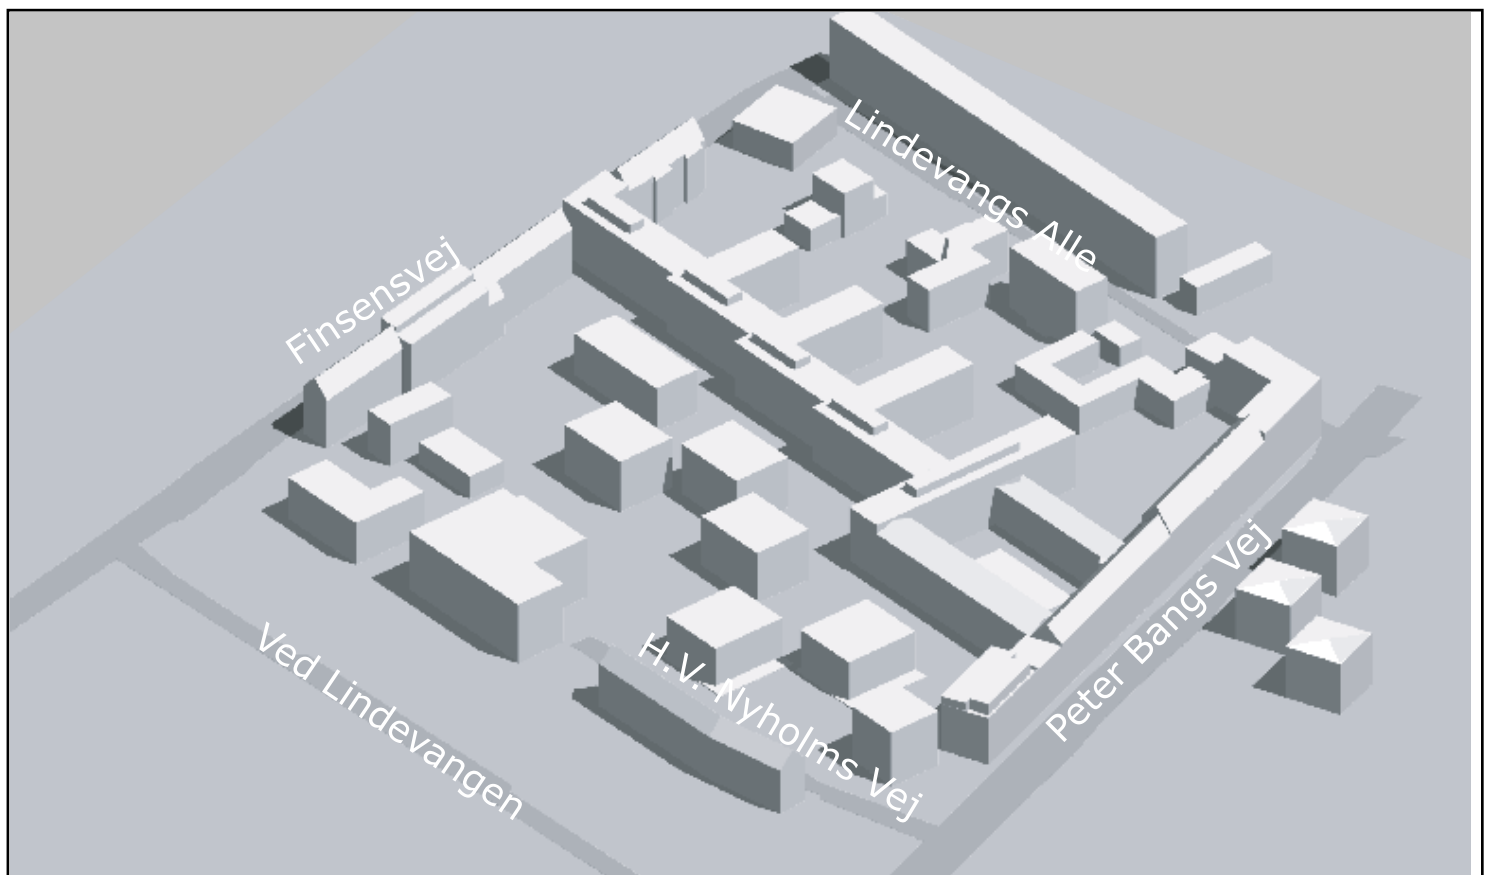 Lindevangs Alle
Finsensvej
Peter Bangs Vej
H.V. Nyholms Vej
Ved Lindevangen